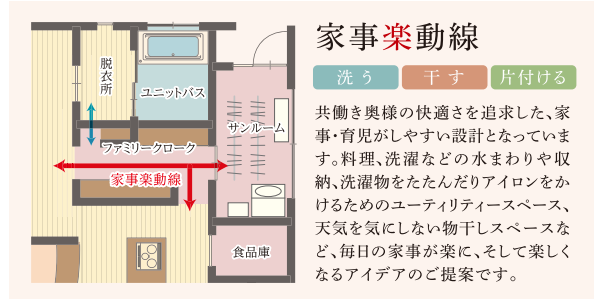 家事楽動線
洗う 干す 片付ける
共働き奥様の快適さを追求した、家
事・育児がしやすい設計となっていま
す。料理、洗濯などの水まわりや収
納、洗濯物をたたんだりアイロンをか
けるためのユーティリティースペース、
天気を気にしない物干しスペースな
ど、毎日の家事が楽に、そして楽しく
なるアイデアのご提案です。
脱衣所
ユニットバス
サンルーム
ファミリークローク
家事楽動線
食品庫